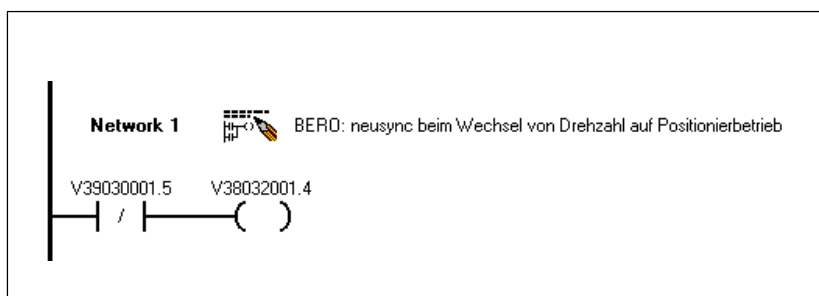 Network 1 BERO: neusync beim Wechsel von Drehzahl auf Positionierbetrieb
V39030001.5 V38032001.4
/ ( )